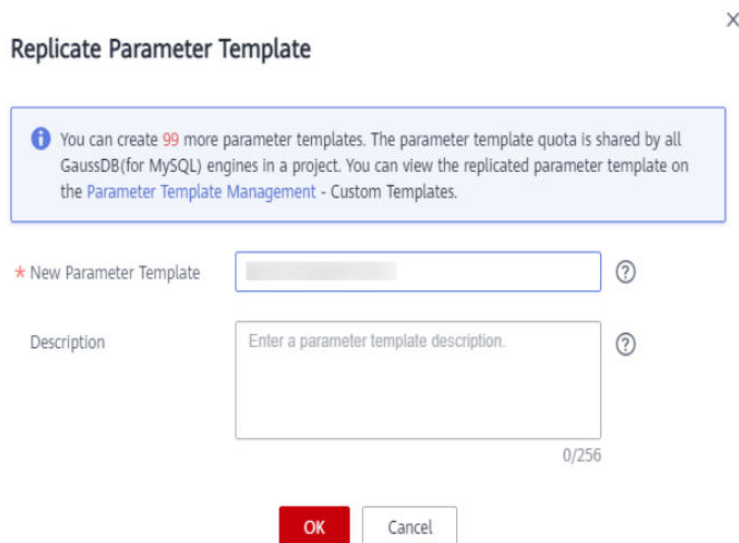 Replicate Parameter Template
You can create 99 more parameter templates. The parameter template quota is shared by all
GaussDB(for MySQL) engines in a project. You can view the replicated parameter template on
the Parameter Template Management - Custom Templates.
* New Parameter Template
Description
Enter a parameter template description.
0/256
OK
Cancel